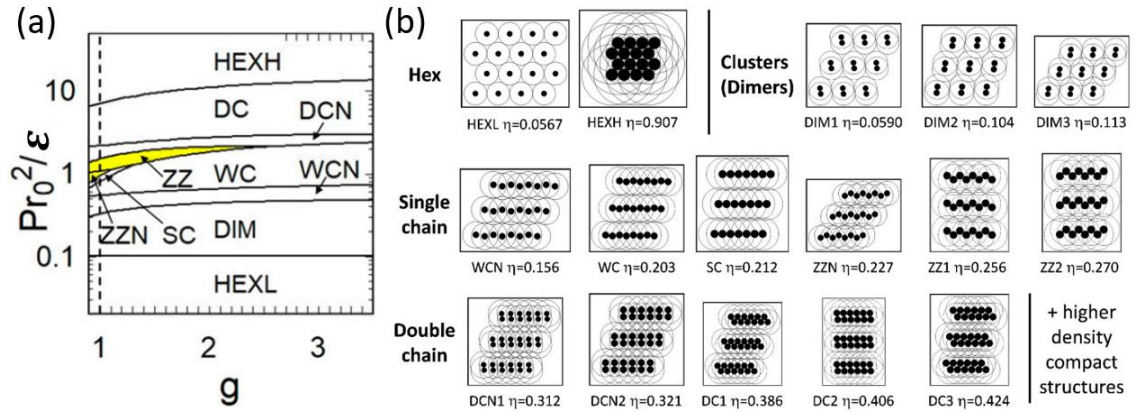 (a)
HEXH
10
DC
DCN
Pr₀²/ε
1
ZZ
WC
WCN
ZZN
SC
DIM
0.1
HEXL
1
2
3
g
(b)
Hex
HEXL η=0.0567
HEXH η=0.907
Clusters
(Dimers)
DIM1 η=0.0590
DIM2 η=0.104
DIM3 η=0.113
Single
chain
WCN η=0.156
WC η=0.203
SC η=0.212
ZZN η=0.227
ZZ1 η=0.256
ZZ2 η=0.270
Double
chain
DCN1 η=0.312
DCN2 η=0.321
DC1 η=0.386
DC2 η=0.406
DC3 η=0.424
+ higher
density
compact
structures